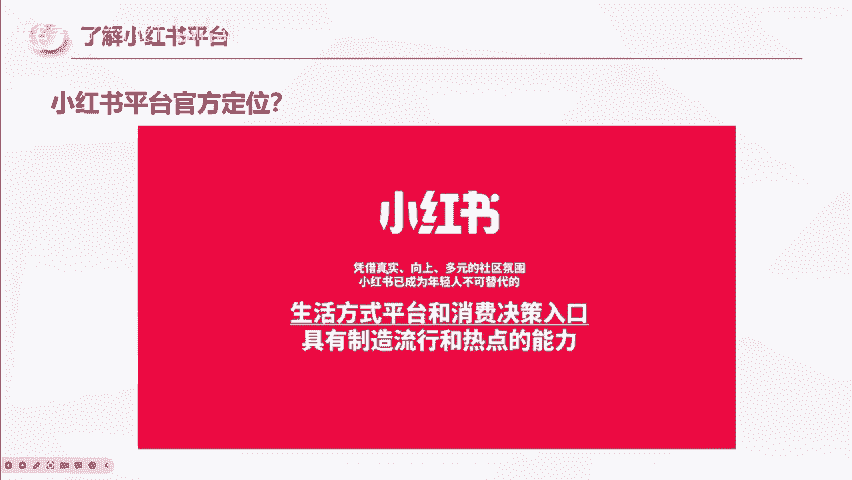 了解小红书平台
小红书平台官方定位?
小红书
凭借真实、向上、多元的社区氛围
小红书已成为年轻人不可替代的
生活方式平台和消费决策入口
具有制造流行和热点的能力